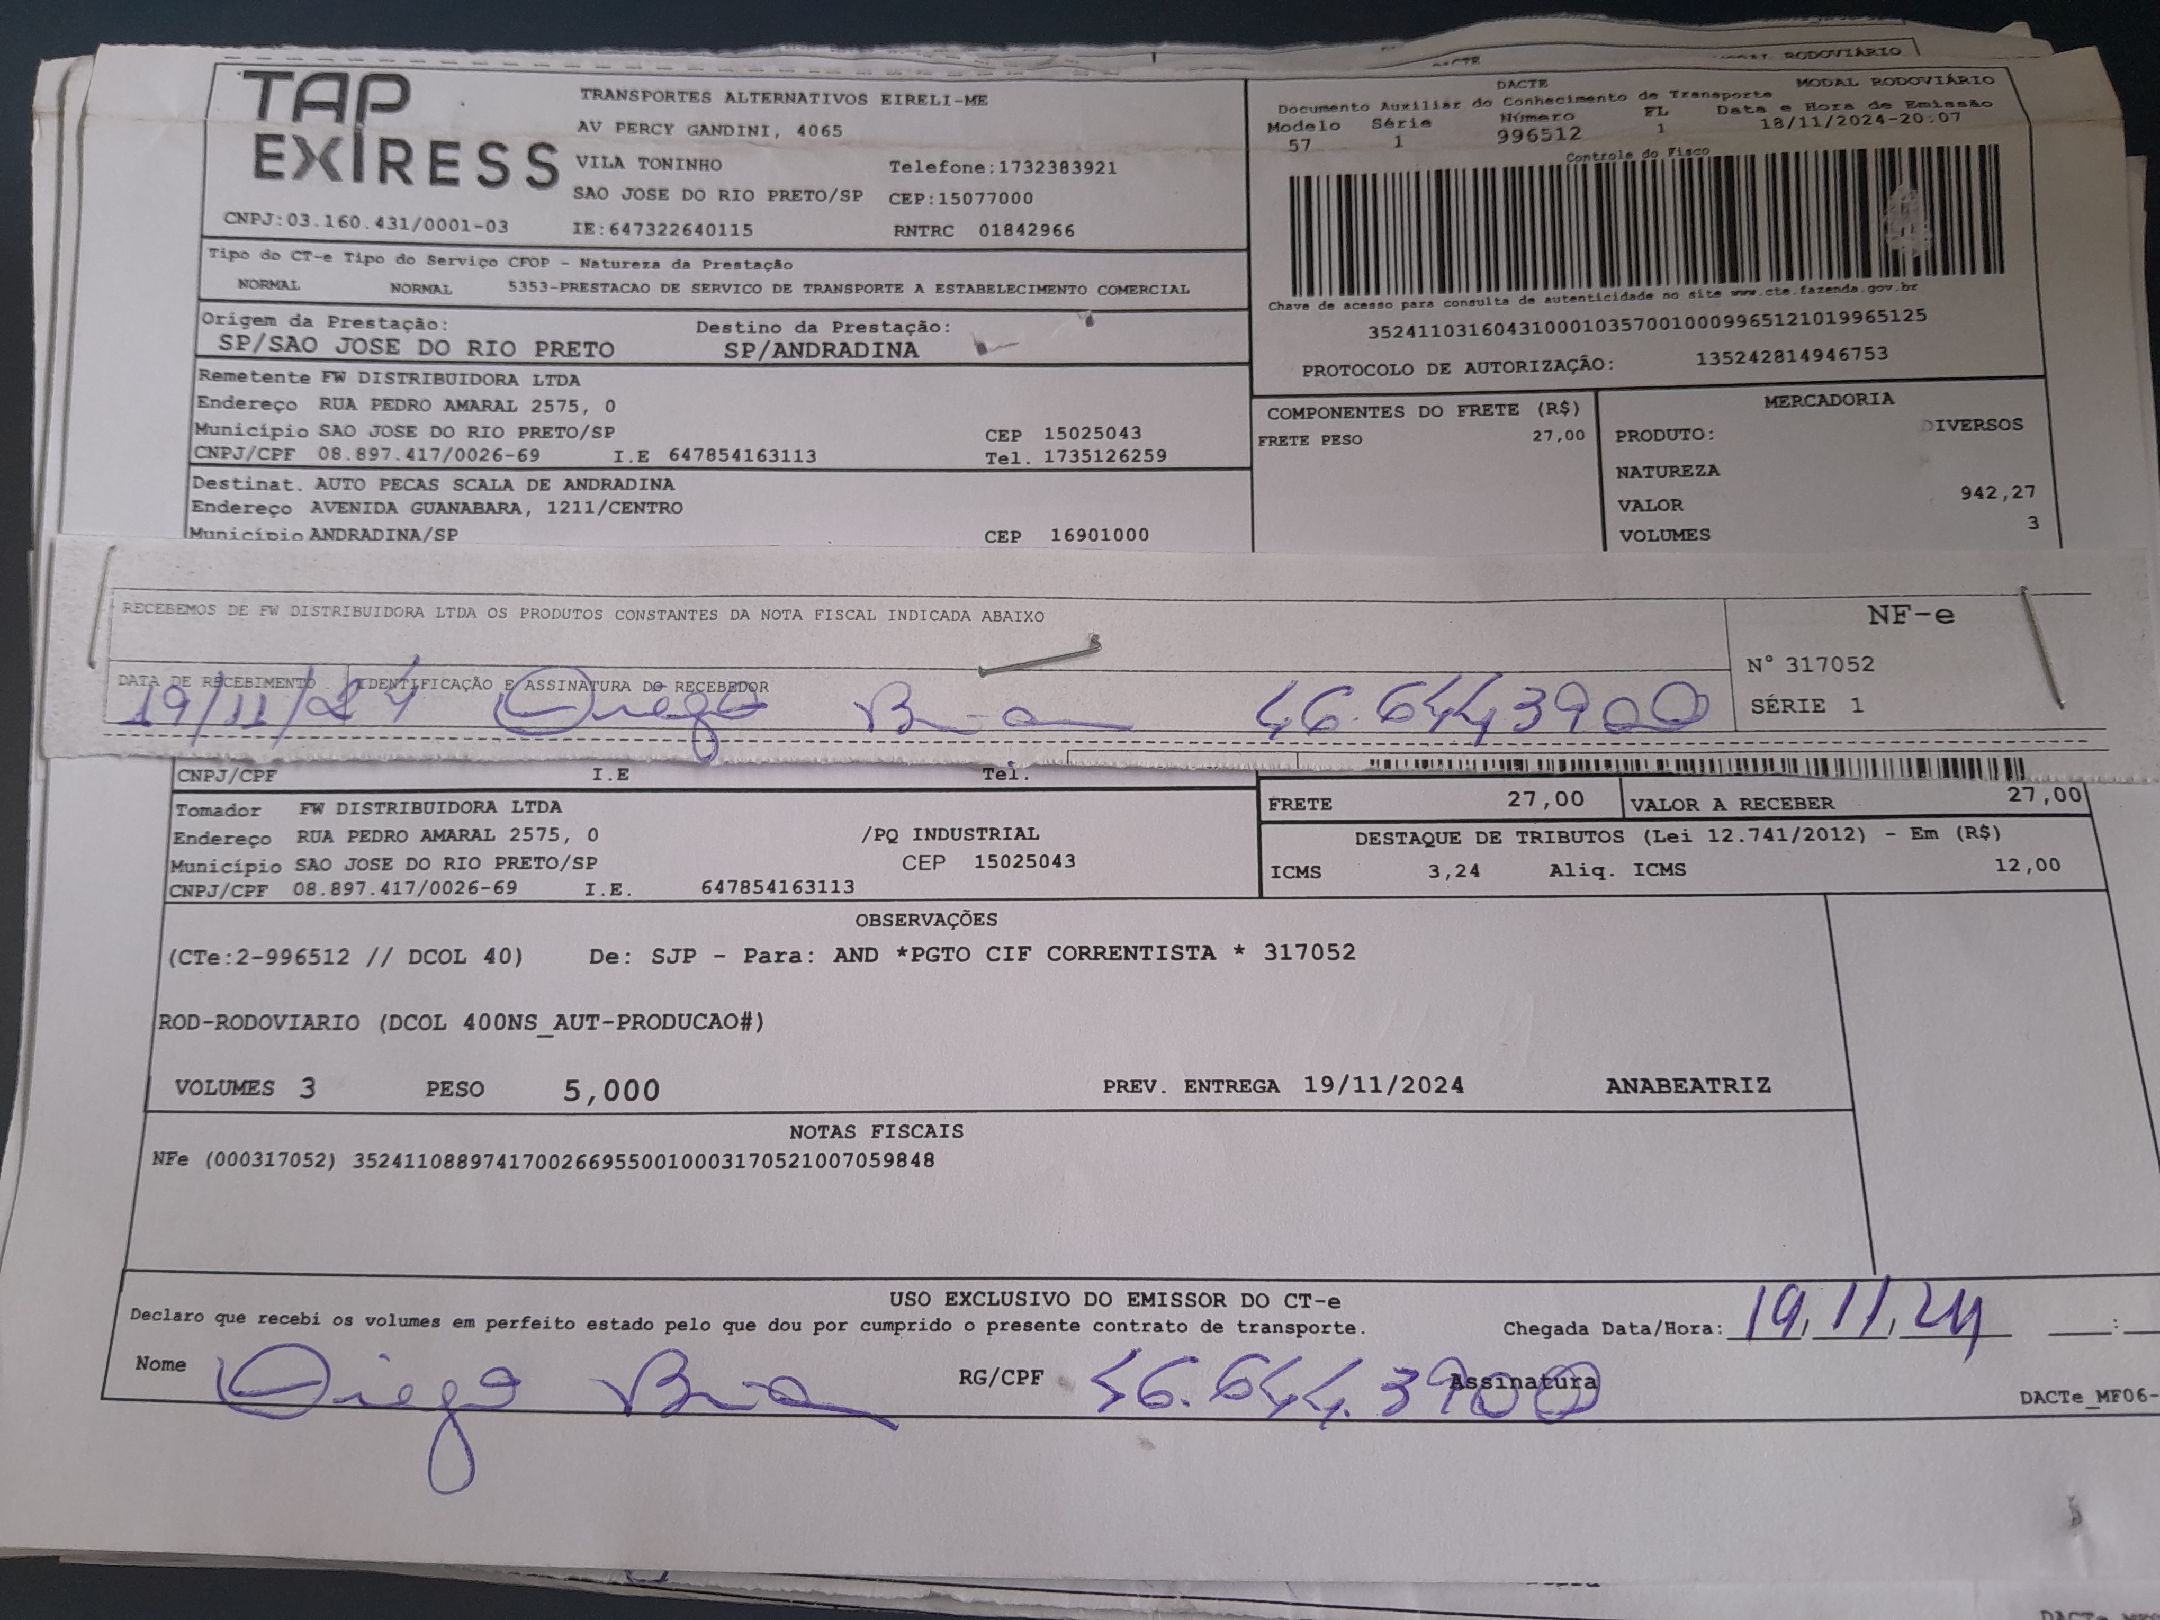 DACTE
RODOVIÁRIO
TAP
EXPRESS
TRANSPORTES ALTERNATIVOS EIRELI-ME
AV PERCY GANDINI, 4065
VILA TONINHO Telefone:1732383921
SAO JOSE DO RIO PRETO/SP CEP:15077000
CNPJ:03.160.431/0001-03 IE:647322640115 RNTRC 01842966
DACTE MODAL RODOVIÁRIO
Documento Auxiliar do Conhecimento de Transporte
Modelo Série Número FL Data e Hora de Emissão
57 1 996512 1 18/11/2024-20:07
Controle do Fisco
Chave de acesso para consulta de autenticidade no site www.cte.fazenda.gov.br
35241103160431000103570010009965121019965125
PROTOCOLO DE AUTORIZAÇÃO: 135242814946753
Tipo do CT-e Tipo do Serviço CFOP - Natureza da Prestação
NORMAL NORMAL 5353-PRESTACAO DE SERVICO DE TRANSPORTE A ESTABELECIMENTO COMERCIAL
Origem da Prestação: Destino da Prestação:
SP/SAO JOSE DO RIO PRETO SP/ANDRADINA
Remetente FW DISTRIBUIDORA LTDA
Endereço RUA PEDRO AMARAL 2575, 0
Município SAO JOSE DO RIO PRETO/SP CEP 15025043
CNPJ/CPF 08.897.417/0026-69 I.E 647854163113 Tel. 1735126259
Destinat. AUTO PECAS SCALA DE ANDRADINA
Endereço AVENIDA GUANABARA, 1211/CENTRO
Município ANDRADINA/SP CEP 16901000
COMPONENTES DO FRETE (R$)
FRETE PESO 27,00
MERCADORIA
PRODUTO: DIVERSOS
NATUREZA
VALOR 942,27
VOLUMES 3
RECEBEMOS DE FW DISTRIBUIDORA LTDA OS PRODUTOS CONSTANTES DA NOTA FISCAL INDICADA ABAIXO
NF-e
Nº 317052
SÉRIE 1
DATA DE RECEBIMENTO IDENTIFICAÇÃO E ASSINATURA DO RECEBEDOR
19/11/24 Diego 46.6443900
CNPJ/CPF I.E Tel.
Tomador FW DISTRIBUIDORA LTDA
Endereço RUA PEDRO AMARAL 2575, 0 /PQ INDUSTRIAL
Município SAO JOSE DO RIO PRETO/SP CEP 15025043
CNPJ/CPF 08.897.417/0026-69 I.E. 647854163113
FRETE 27,00 VALOR A RECEBER 27,00
DESTAQUE DE TRIBUTOS (Lei 12.741/2012) - Em (R$)
ICMS 3,24 Aliq. ICMS 12,00
OBSERVAÇÕES
(CTe:2-996512 // DCOL 40) De: SJP - Para: AND *PGTO CIF CORRENTISTA * 317052
ROD-RODOVIARIO (DCOL 400NS_AUT-PRODUCAO#)
VOLUMES 3 PESO 5,000 PREV. ENTREGA 19/11/2024 ANABEATRIZ
NOTAS FISCAIS
NFe (000317052) 35241108897417002669550010003170521007059848
USO EXCLUSIVO DO EMISSOR DO CT-e
Declaro que recebi os volumes em perfeito estado pelo que dou por cumprido o presente contrato de transporte. Chegada Data/Hora: 19/11/24 :
Nome Diego RG/CPF 46.644.3900 Assinatura
DACTe_MF06-